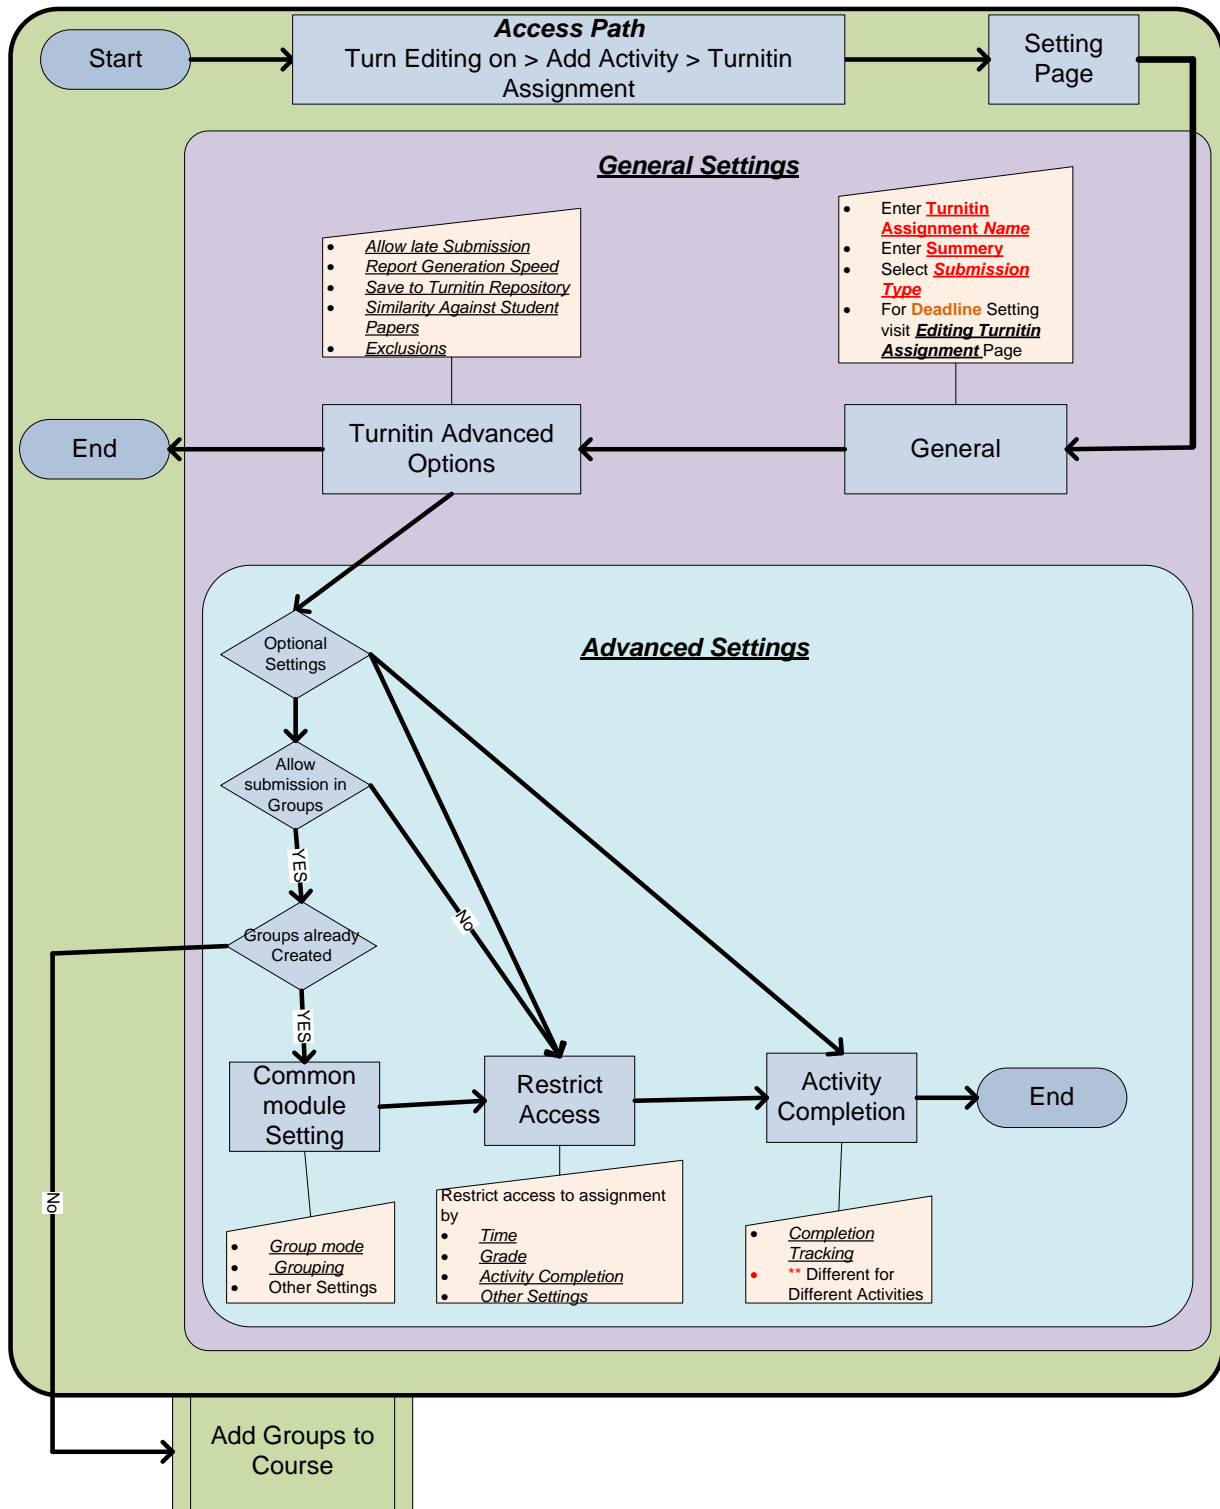 Start
Access Path
Turn Editing on > Add Activity > Turnitin
Assignment
Setting
Page
General Settings
• Allow late Submission
• Report Generation Speed
• Save to Turnitin Repository
• Similarity Against Student
Papers
• Exclusions
• Enter Turnitin
Assignment Name
• Enter Summery
• Select Submission
Type
• For Deadline Setting
visit Editing Turnitin
Assignment Page
End
Turnitin Advanced
Options
General
Advanced Settings
Optional
Settings
Allow
submission in
Groups
YES
No
Groups already
Created
YES
Common
module
Setting
Restrict
Access
Activity
Completion
End
No
• Group mode
• Grouping
• Other Settings
Restrict access to assignment
by
• Time
• Grade
• Activity Completion
• Other Settings
• Completion
Tracking
• ** Different for
Different Activities
Add Groups to
Course